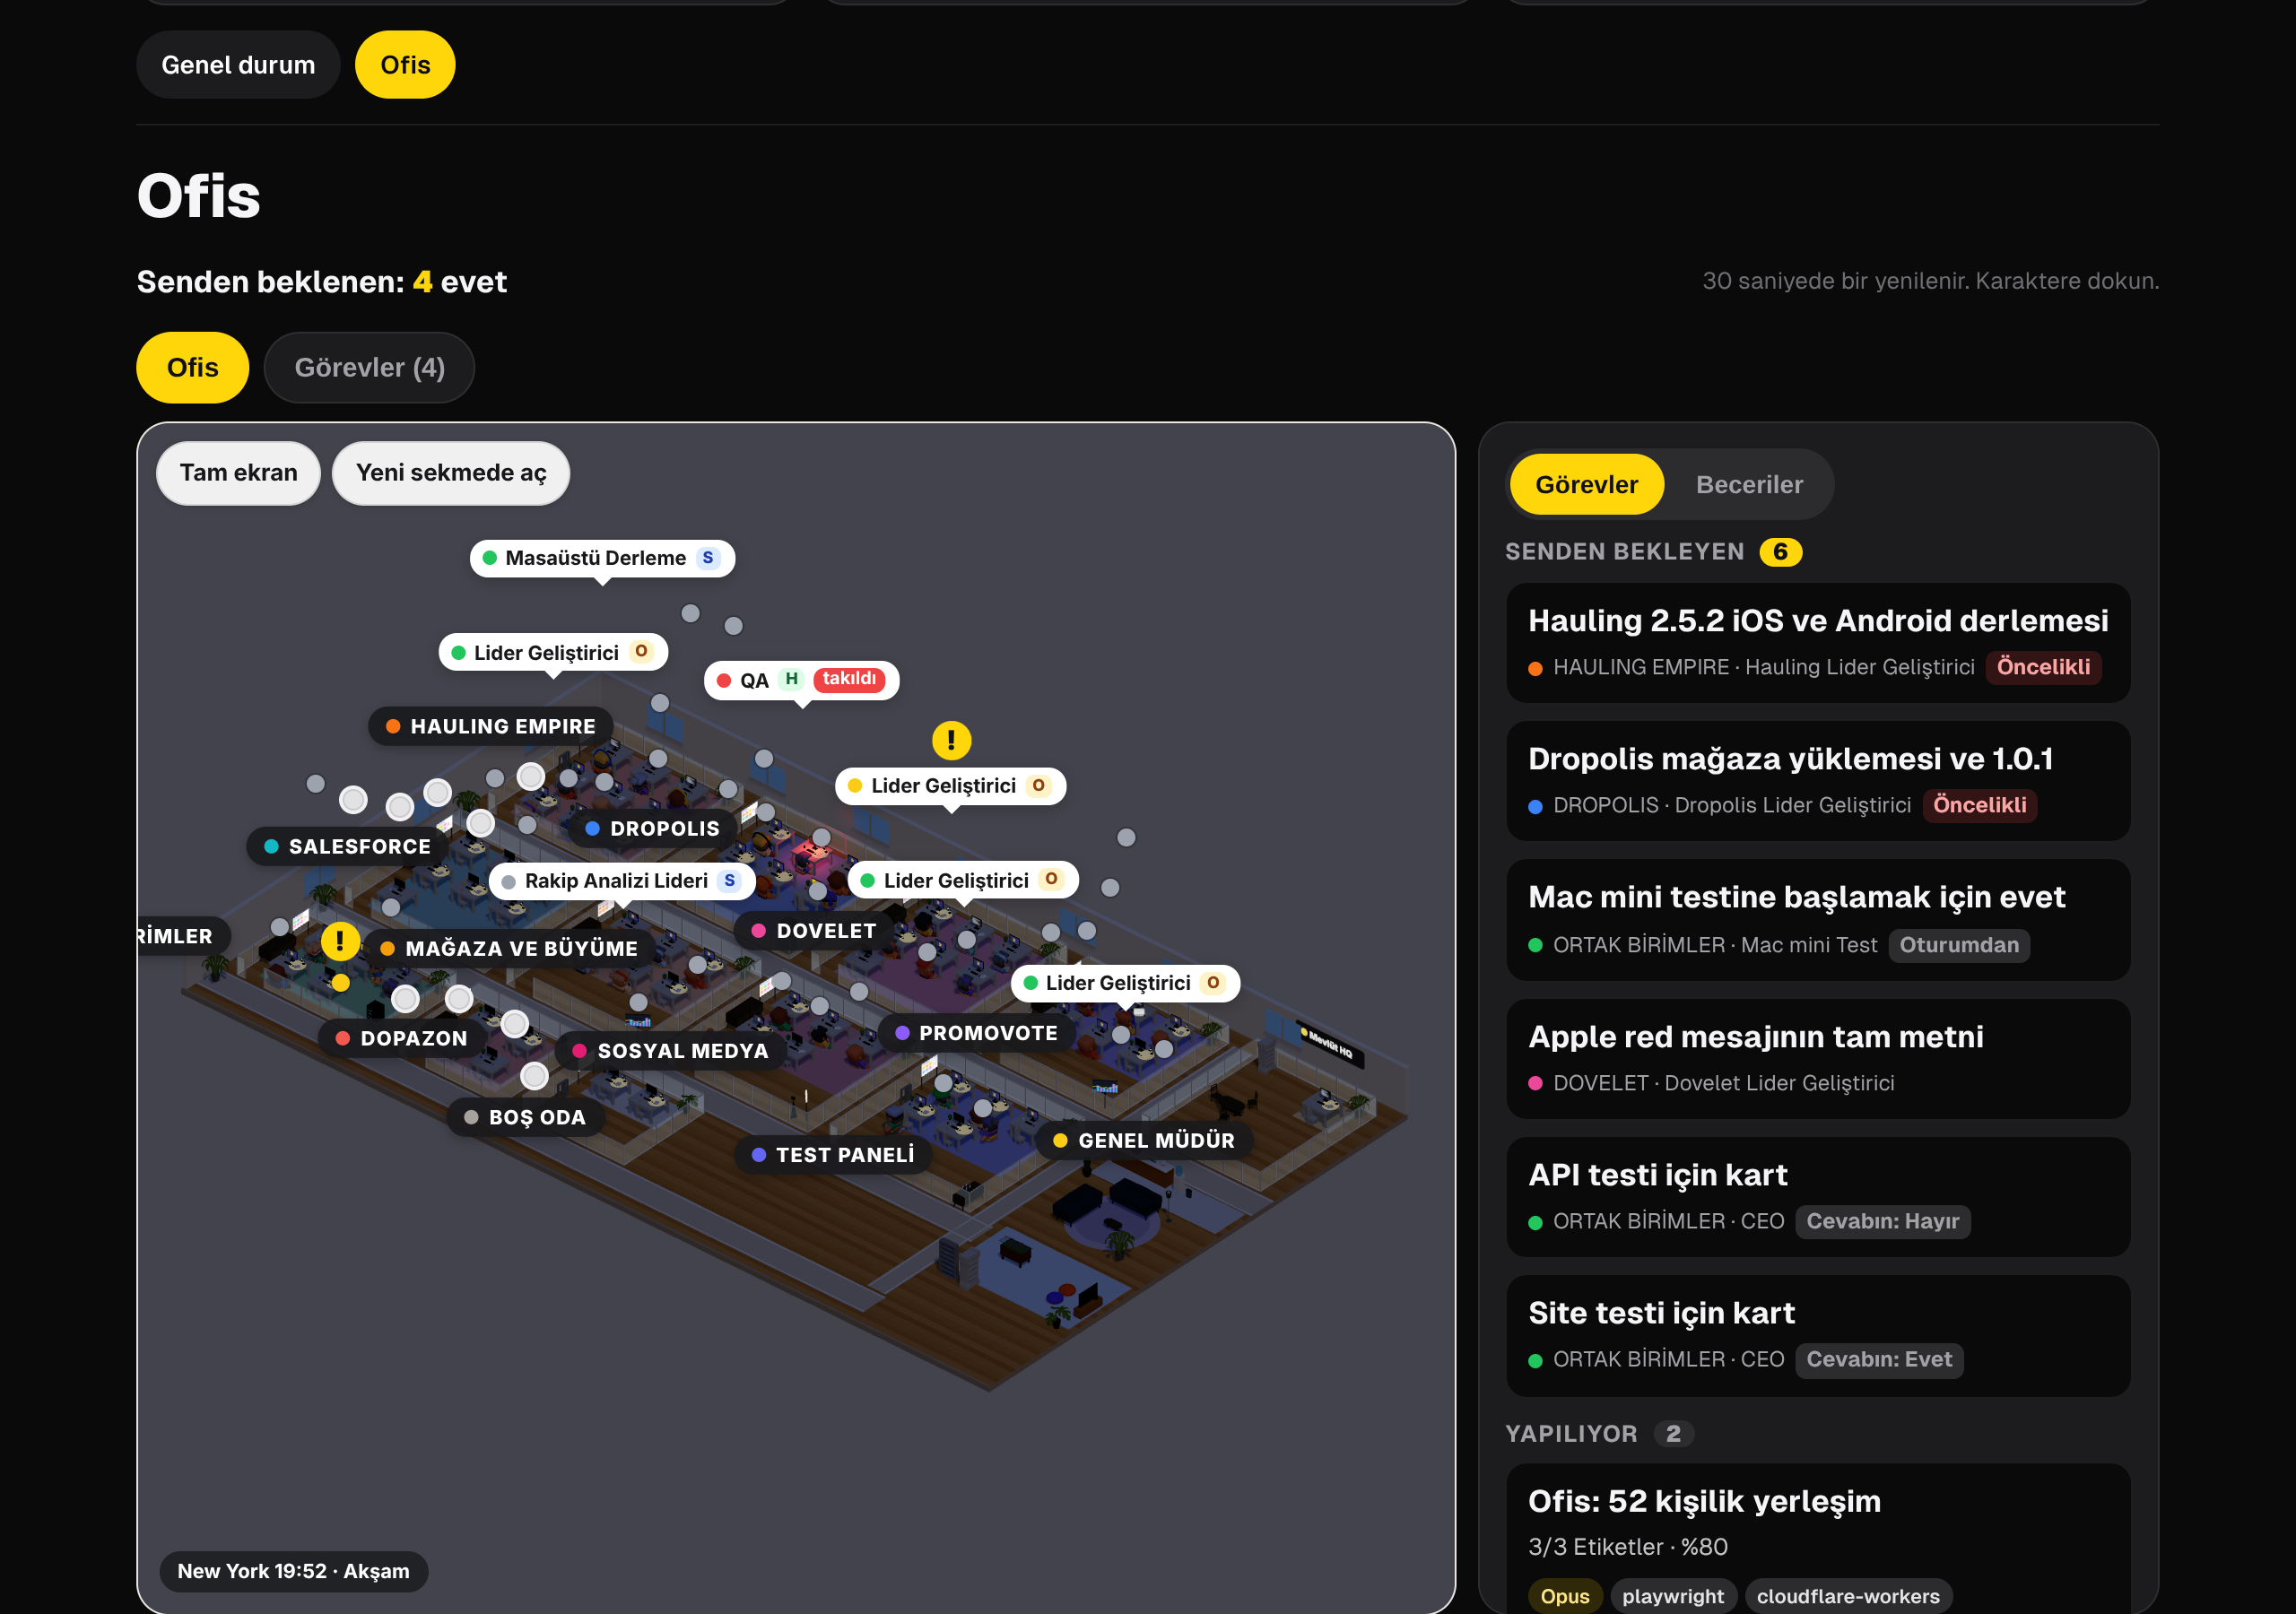 Genel durum
Ofis
Ofis
Senden beklenen: 4 evet
30 saniyede bir yenilenir. Karaktere dokun.
Ofis
Görevler (4)
Tam ekran
Yeni sekmede aç
Masaüstü Derleme S
Lider Geliştirici O
QA H takıldı
HAULING EMPIRE
!
Lider Geliştirici O
DROPOLIS
SALESFORCE
Rakip Analizi Lideri S
Lider Geliştirici O
RİMLER
!
MAĞAZA VE BÜYÜME
DOVELET
Lider Geliştirici O
DOPAZON
SOSYAL MEDYA
PROMOVOTE
Mevlüt HQ
BOŞ ODA
TEST PANELİ
GENEL MÜDÜR
New York 19:52 · Akşam
Görevler
Beceriler
SENDEN BEKLEYEN 6
Hauling 2.5.2 iOS ve Android derlemesi
HAULING EMPIRE · Hauling Lider Geliştirici Öncelikli
Dropolis mağaza yüklemesi ve 1.0.1
DROPOLIS · Dropolis Lider Geliştirici Öncelikli
Mac mini testine başlamak için evet
ORTAK BİRİMLER · Mac mini Test Oturumdan
Apple red mesajının tam metni
DOVELET · Dovelet Lider Geliştirici
API testi için kart
ORTAK BİRİMLER · CEO Cevabın: Hayır
Site testi için kart
ORTAK BİRİMLER · CEO Cevabın: Evet
YAPILIYOR 2
Ofis: 52 kişilik yerleşim
3/3 Etiketler · %80
Opus playwright cloudflare-workers